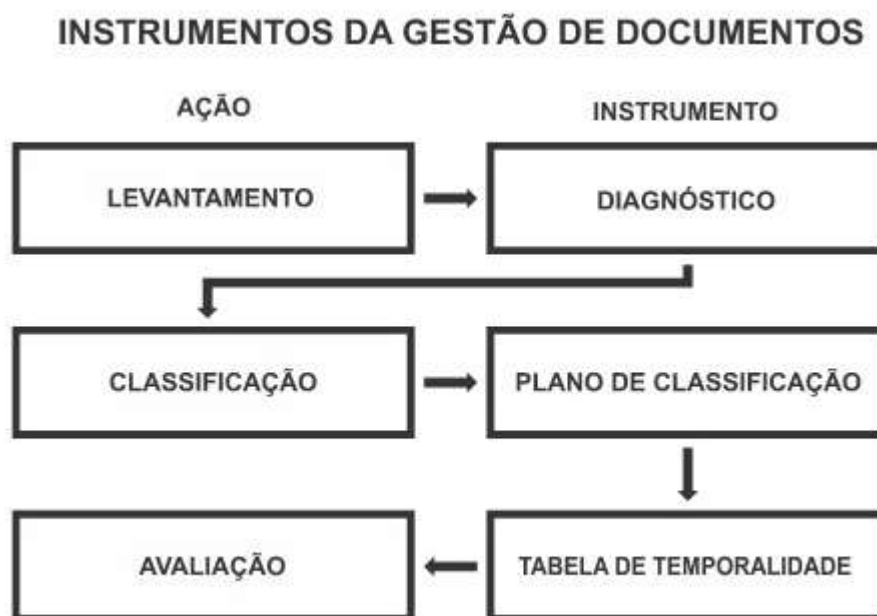 INSTRUMENTOS DA GESTÃO DE DOCUMENTOS
AÇÃO
INSTRUMENTO
LEVANTAMENTO
DIAGNÓSTICO
CLASSIFICAÇÃO
PLANO DE CLASSIFICAÇÃO
AVALIAÇÃO
TABELA DE TEMPORALIDADE